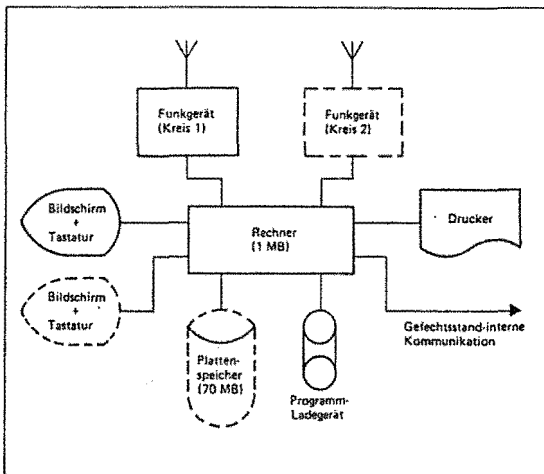 Funkgerät
(Kreis 1)
Funkgerät
(Kreis 2)
Bildschirm
+
Tastatur
Rechner
(1 MB)
Drucker
Bildschirm
+
Tastatur
Gefechtsstand-interne
Kommunikation
Platten-
speicher
(70 MB)
Programm-
Ladegerät